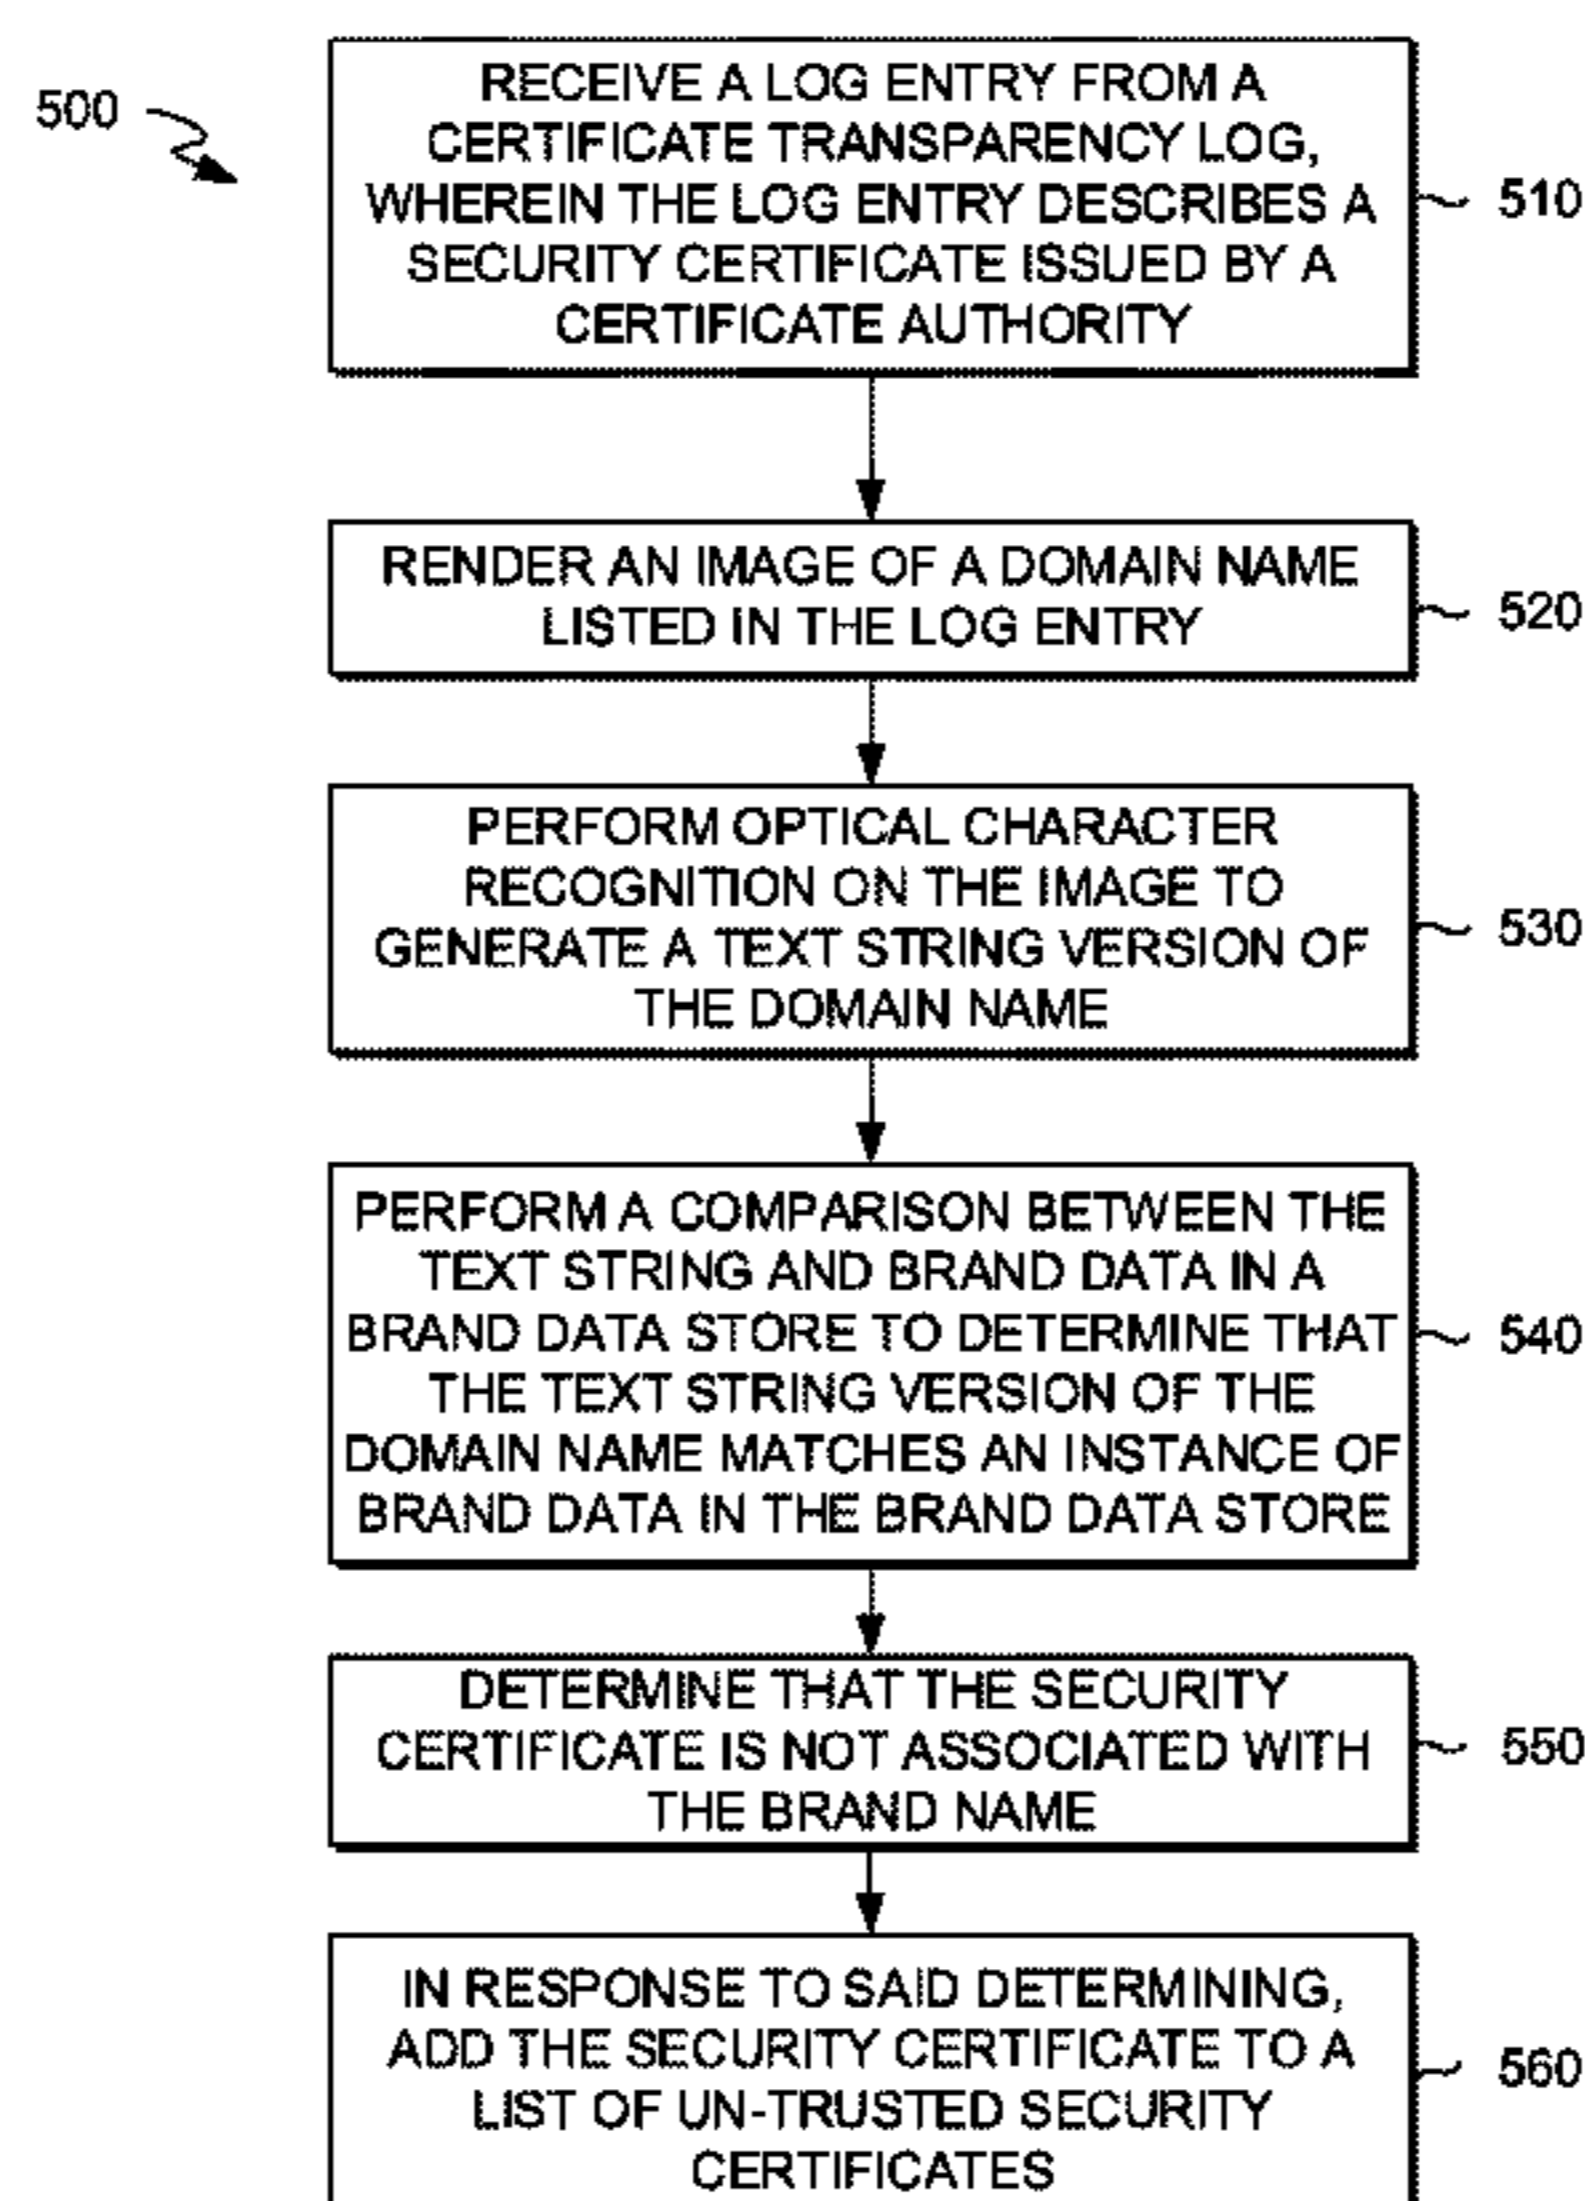 500
RECEIVE A LOG ENTRY FROM A
CERTIFICATE TRANSPARENCY LOG,
WHEREIN THE LOG ENTRY DESCRIBES A
SECURITY CERTIFICATE ISSUED BY A
CERTIFICATE AUTHORITY
510
RENDER AN IMAGE OF A DOMAIN NAME
LISTED IN THE LOG ENTRY
520
PERFORM OPTICAL CHARACTER
RECOGNITION ON THE IMAGE TO
GENERATE A TEXT STRING VERSION OF
THE DOMAIN NAME
530
PERFORM A COMPARISON BETWEEN THE
TEXT STRING AND BRAND DATA IN A
BRAND DATA STORE TO DETERMINE THAT
THE TEXT STRING VERSION OF THE
DOMAIN NAME MATCHES AN INSTANCE OF
BRAND DATA IN THE BRAND DATA STORE
540
DETERMINE THAT THE SECURITY
CERTIFICATE IS NOT ASSOCIATED WITH
THE BRAND NAME
550
IN RESPONSE TO SAID DETERMINING,
ADD THE SECURITY CERTIFICATE TO A
LIST OF UN-TRUSTED SECURITY
CERTIFICATES
560